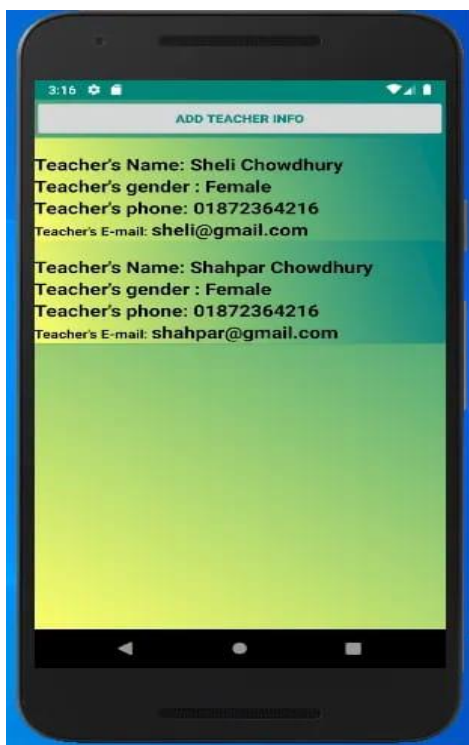 3:16
ADD TEACHER INFO
Teacher's Name: Sheli Chowdhury
Teacher's gender : Female
Teacher's phone: 01872364216
Teacher's E-mail: sheli@gmail.com
Teacher's Name: Shahpar Chowdhury
Teacher's gender : Female
Teacher's phone: 01872364216
Teacher's E-mail: shahpar@gmail.com